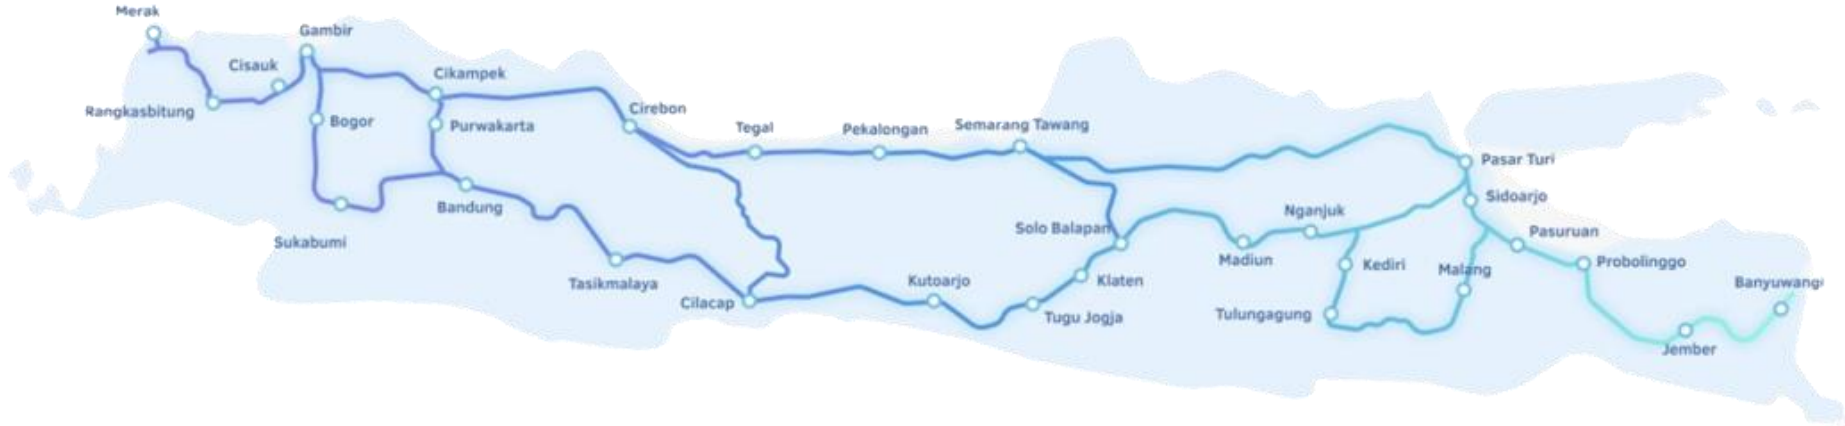 Merak
Gambir
Cisauk
Cikampek
Rangkasbitung
Bogor
Purwakarta
Cirebon
Tegal
Pekalongan
Semarang Tawang
Pasar Turi
Sidoarjo
Bandung
Sukabumi
Nganjuk
Solo Balapan
Pasuruan
Madiun
Kediri
Malang
Probolinggo
Tasikmalaya
Cilacap
Kutoarjo
Klaten
Banyuwangi
Tugu Jogja
Tulungagung
Jember